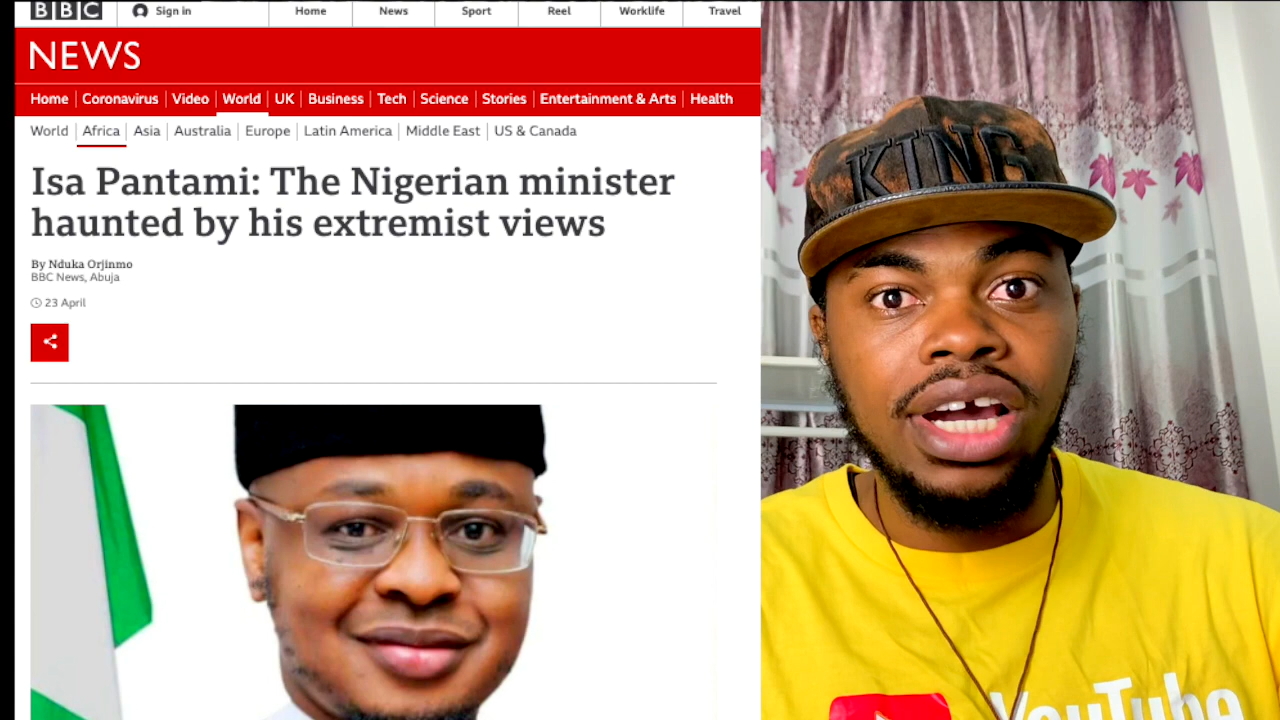 BBC
Sign in
Home
News
Sport
Reel
Worklife
Travel
NEWS
Home
Coronavirus
Video
World
UK
Business
Tech
Science
Stories
Entertainment & Arts
Health
World
Africa
Asia
Australia
Europe
Latin America
Middle East
US & Canada
Isa Pantami: The Nigerian minister
haunted by his extremist views
By Nduka Orjinmo
BBC News, Abuja
23 April
KING
YouTube